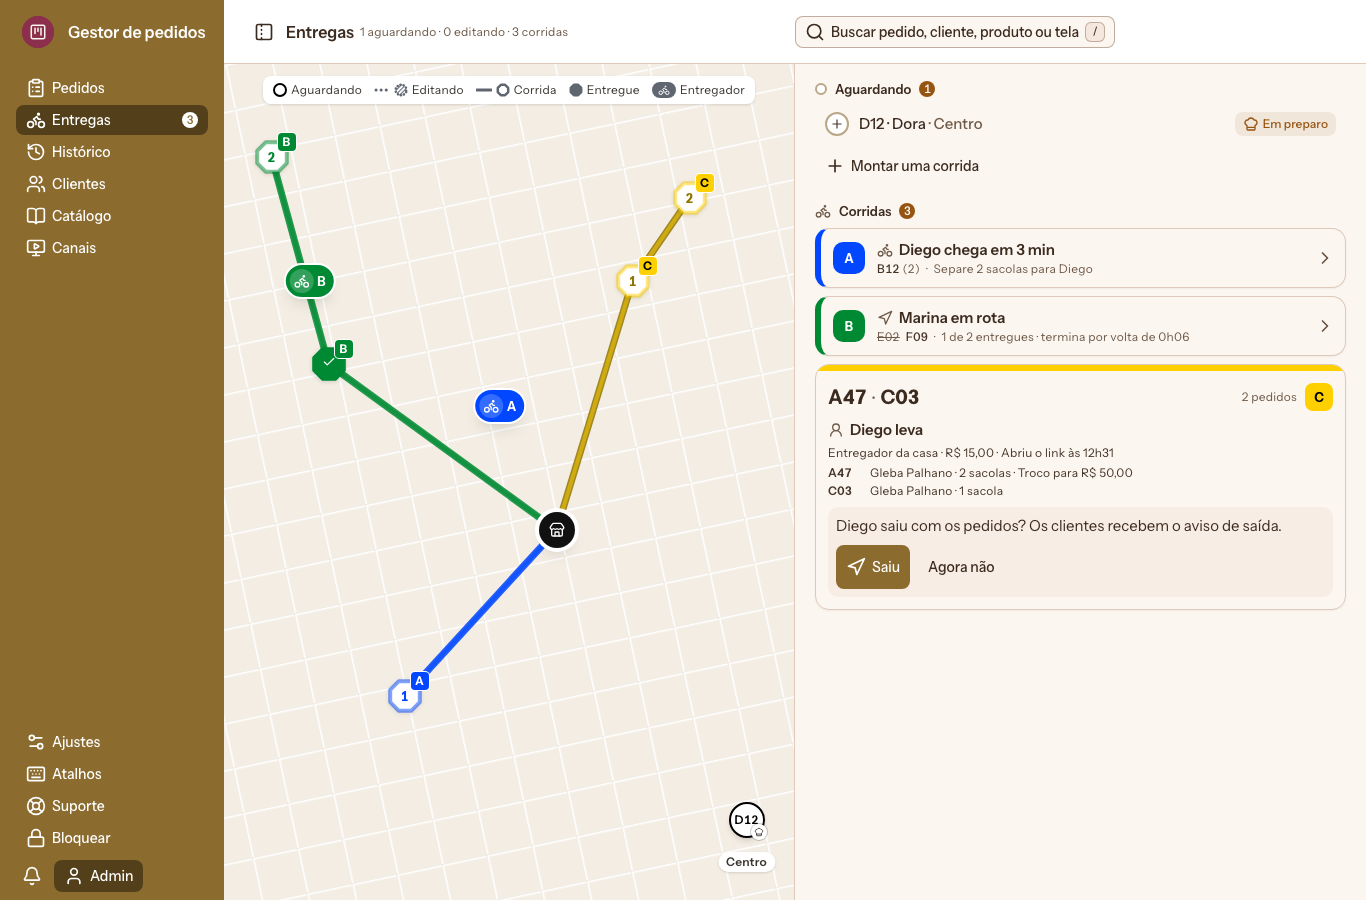 Gestor de pedidos
Pedidos
Entregas 3
Histórico
Clientes
Catálogo
Canais
Ajustes
Atalhos
Suporte
Bloquear
Admin
Entregas 1 aguardando · 0 editando · 3 corridas
Buscar pedido, cliente, produto ou tela /
Aguardando Editando Corrida Entregue Entregador
2 B
B
B
2 C
1 C
A
1 A
D12
Centro
Aguardando 1
D12 · Dora · Centro Em preparo
Montar uma corrida
Corridas 3
A Diego chega em 3 min
B12 (2) · Separe 2 sacolas para Diego
B Marina em rota
E02 F09 · 1 de 2 entregues · termina por volta de 0h06
A47 · C03 2 pedidos C
Diego leva
Entregador da casa · R$ 15,00 · Abriu o link às 12h31
A47 Gleba Palhano · 2 sacolas · Troco para R$ 50,00
C03 Gleba Palhano · 1 sacola
Diego saiu com os pedidos? Os clientes recebem o aviso de saída.
Saiu Agora não